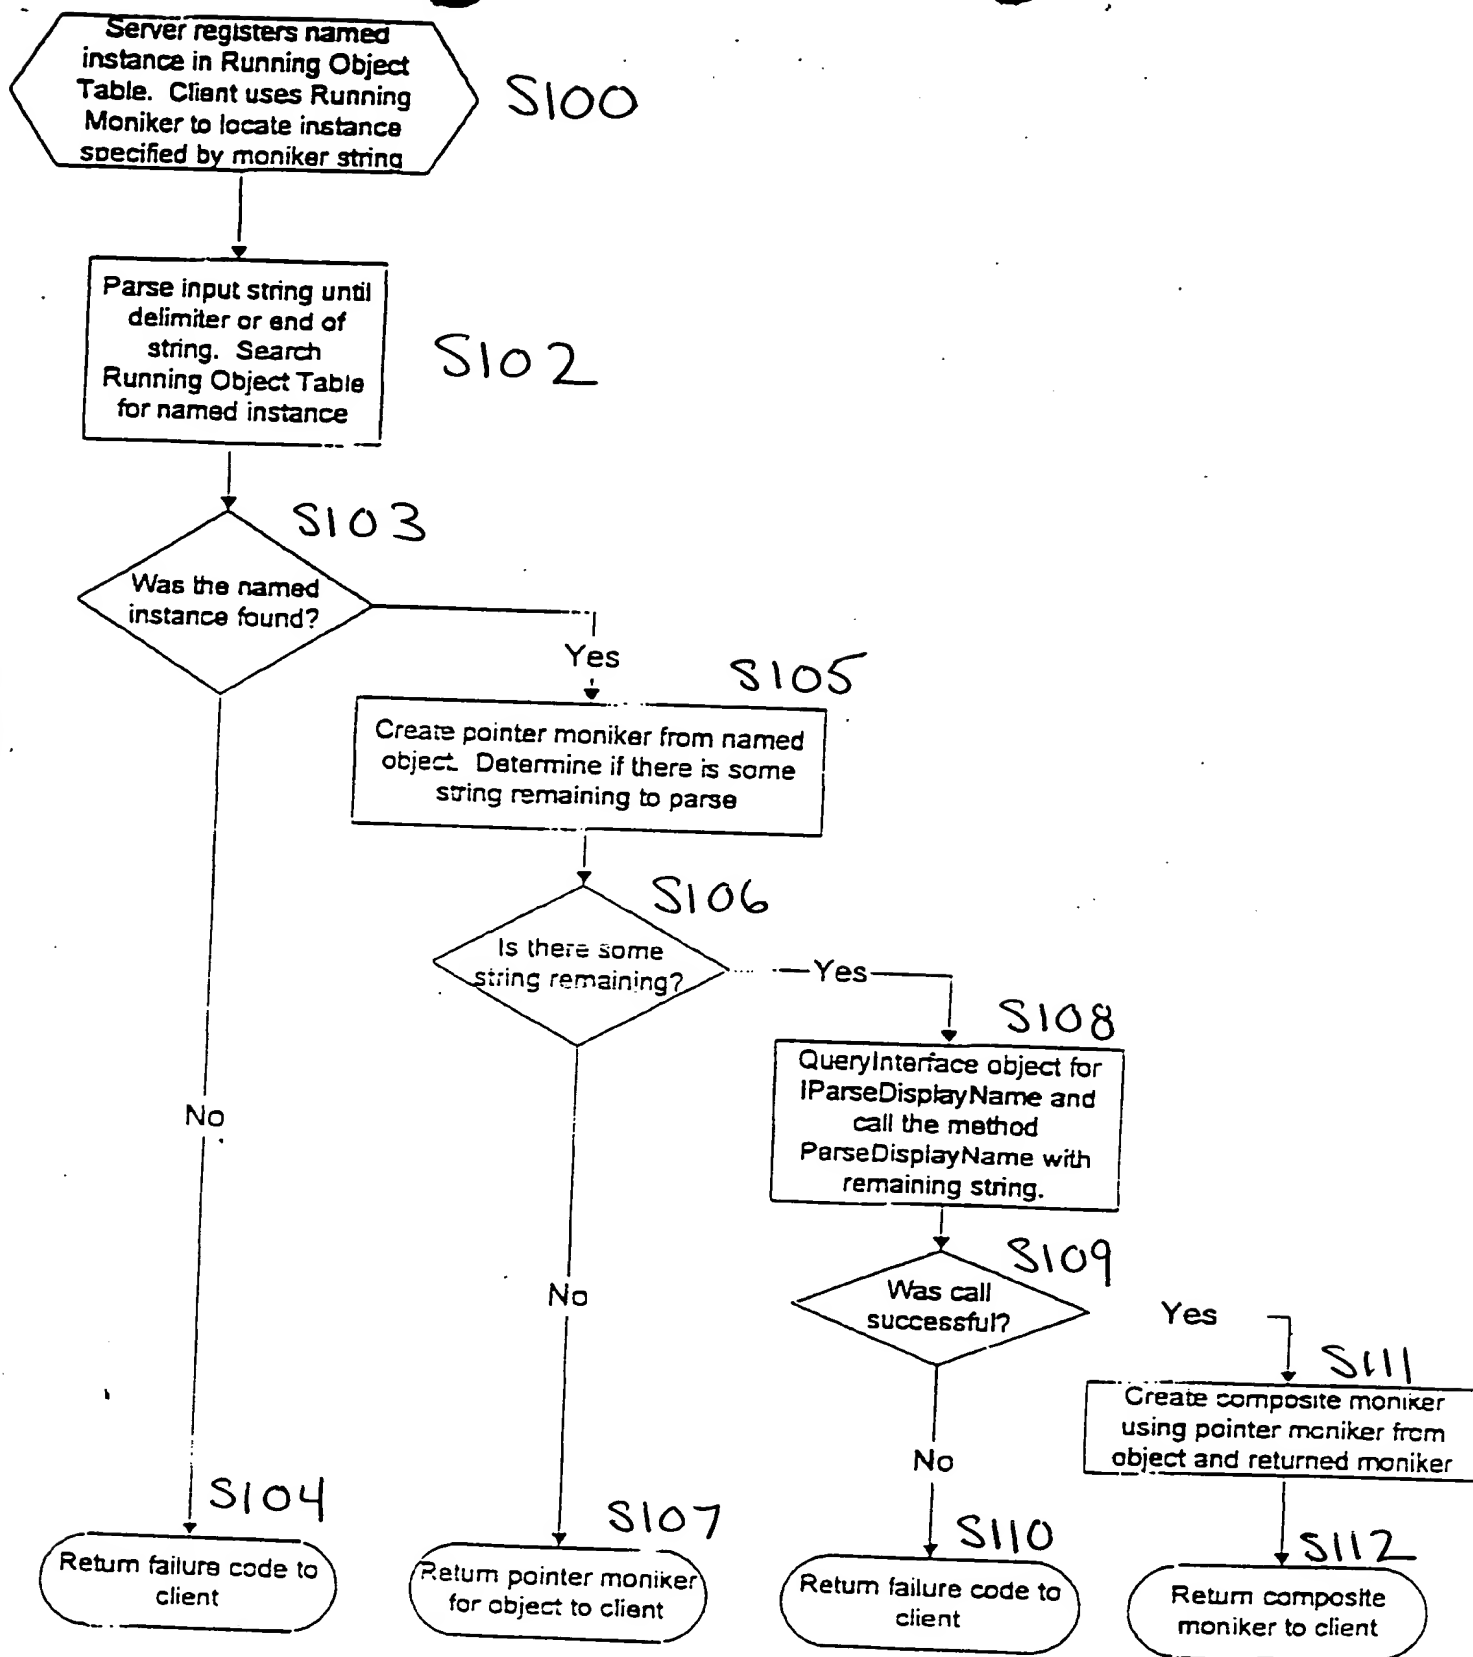 Server registers named
instance in Running Object
Table. Client uses Running
Moniker to locate instance
specified by moniker string
S100
Parse input string until
delimiter or end of
string. Search
Running Object Table
for named instance
S102
S103
Was the named
instance found?
Yes
S105
Create pointer moniker from named
object. Determine if there is some
string remaining to parse
S106
Is there some
string remaining?
Yes
S108
QueryInterface object for
IParseDisplayName and
call the method
ParseDisplayName with
remaining string.
No
S109
Was call
successful?
No
Yes
S111
Create composite moniker
using pointer moniker from
object and returned moniker
No
S104
Return failure code to
client
S107
Return pointer moniker
for object to client
S110
Return failure code to
client
S112
Return composite
moniker to client